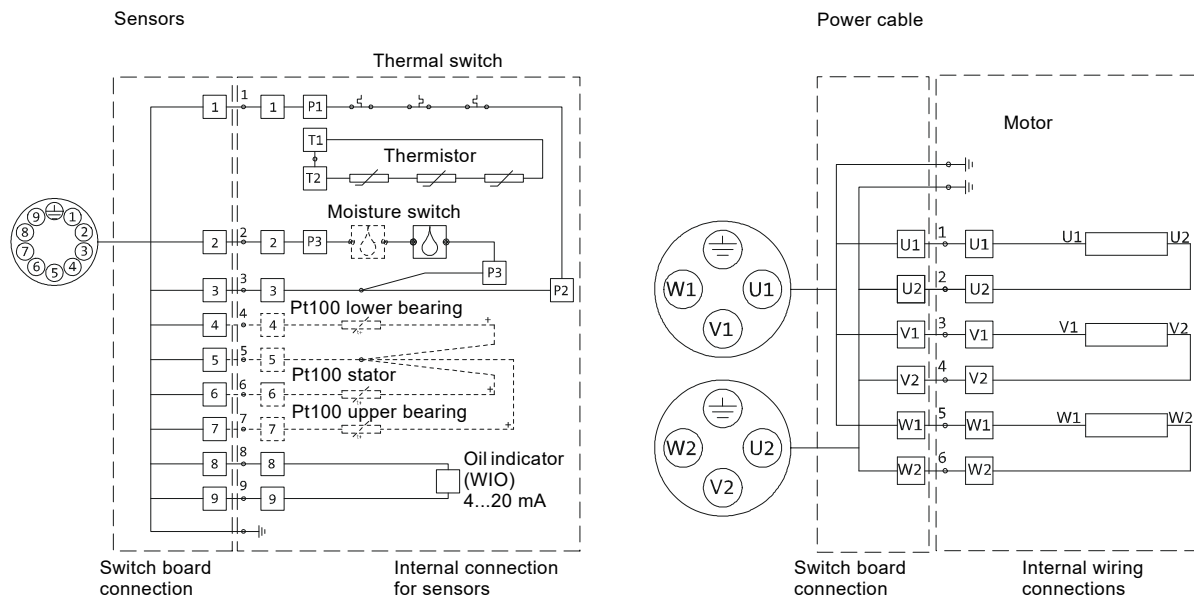 Sensors
Power cable
Thermal switch
1 1 1 P1
T1
Thermistor
T2
Motor
9 1
8 2
7 3
6 5 4
Moisture switch
2 2 2 P3
P3
3 3 3 P2
Pt100 lower bearing
4 4 4 +
5 5 5
Pt100 stator
6 6 6 +
Pt100 upper bearing
7 7 7 +
8 8 8
Oil indicator
(WIO)
4...20 mA
9 9 9
Switch board
connection
Internal connection
for sensors
W1 U1
V1
W2 U2
V2
U1 1 U1 U1 U2
U2 2 U2
V1 3 V1 V1 V2
V2 4 V2
W1 5 W1 W1 W2
W2 6 W2
Switch board
connection
Internal wiring
connections